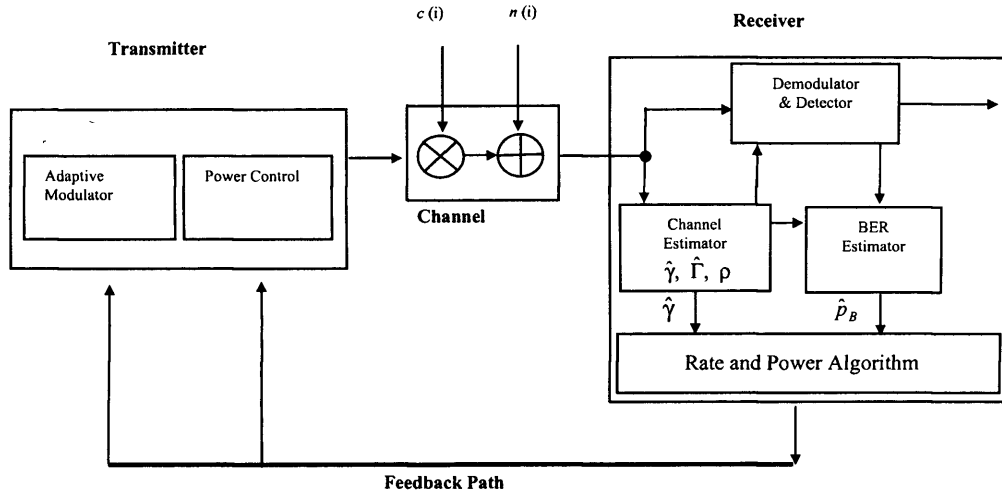 c (i)
n (i)
Receiver
Transmitter
Demodulator
& Detector
Adaptive
Modulator
Power Control
Channel
Channel
Estimator
γ̂, Γ̂, ρ
BER
Estimator
γ̂
p̂_B
Rate and Power Algorithm
Feedback Path